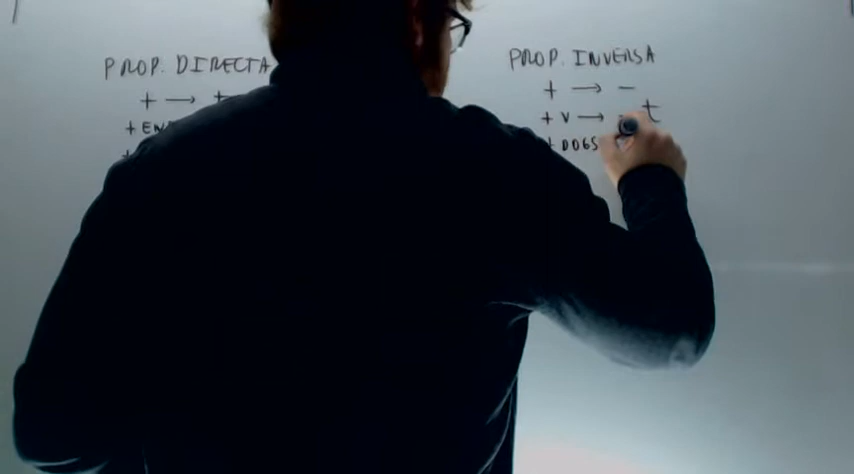 PROP. DIRECTA
+ → +
+ EN
PROP. INVERSA
+ → -
+ V → - t
+ DOGS